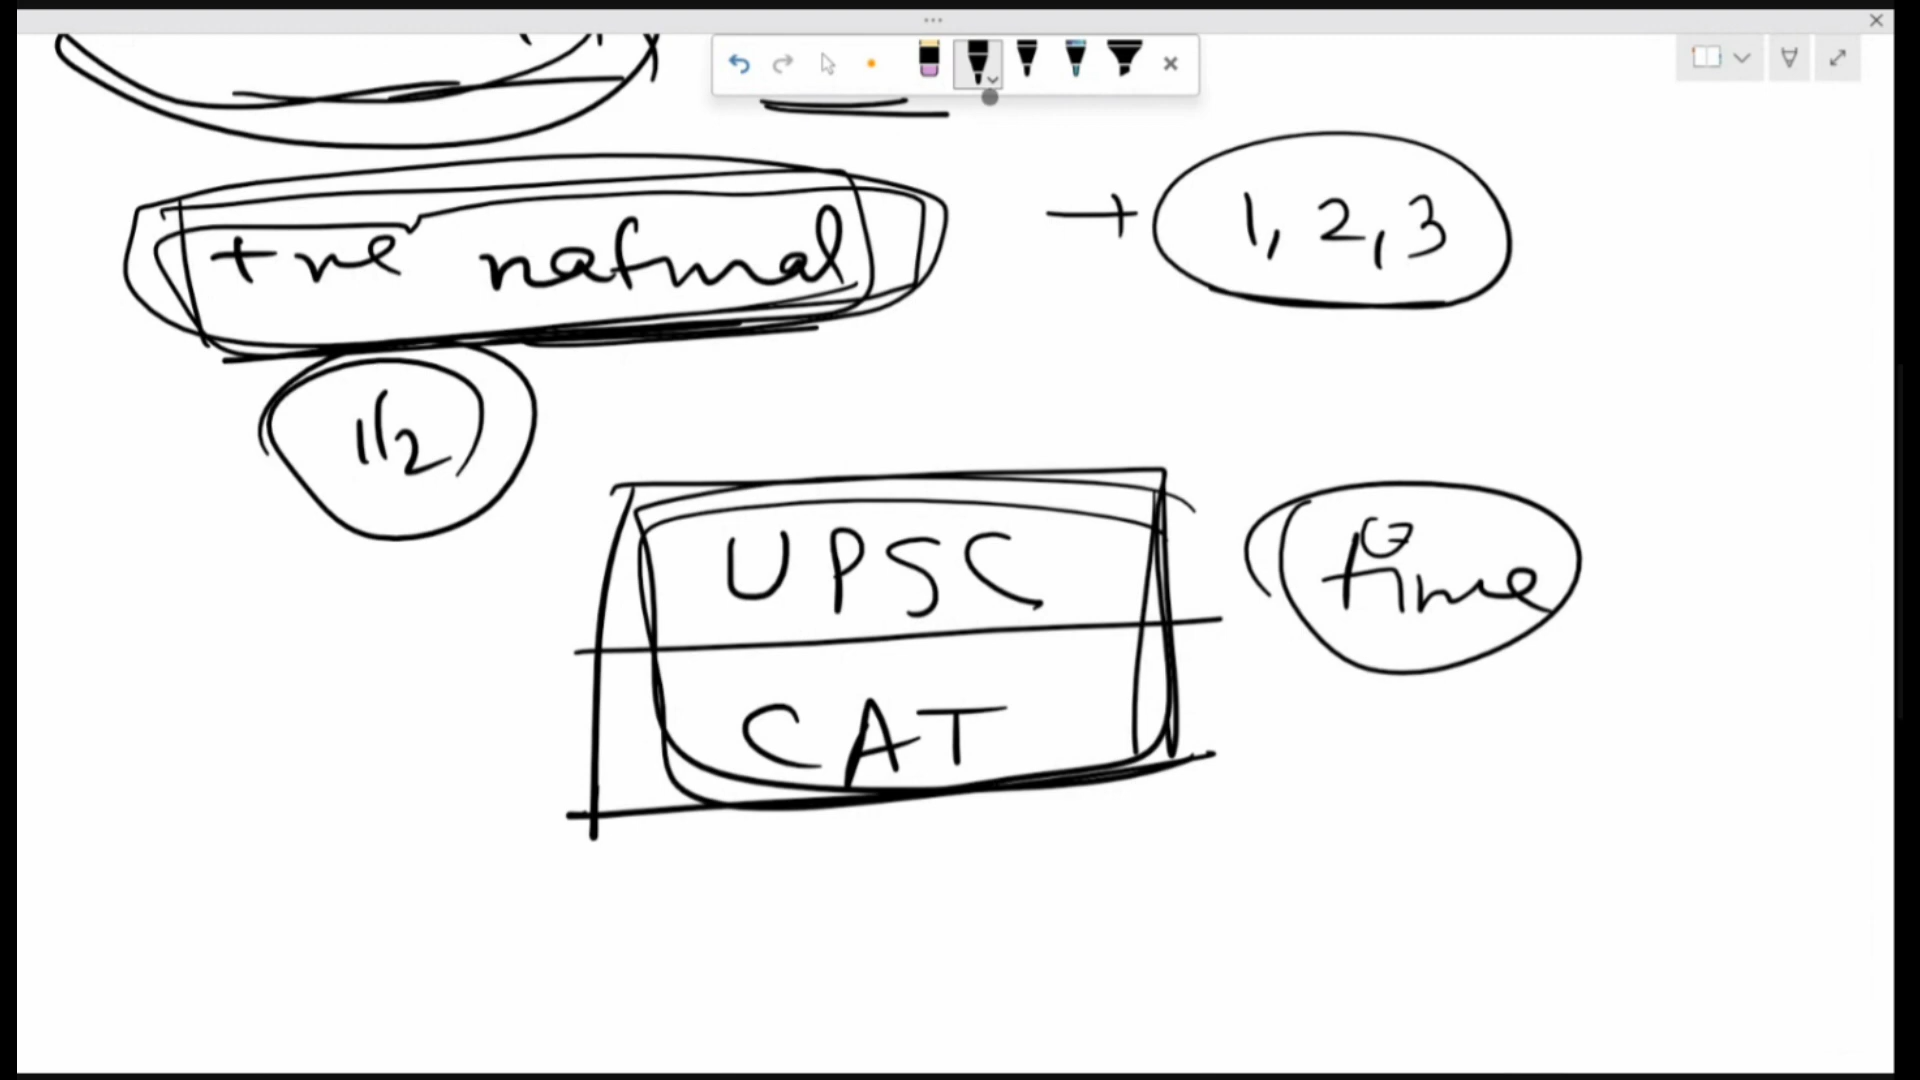 +ve natural → 1, 2, 3
1/2
UPSC
time
CAT